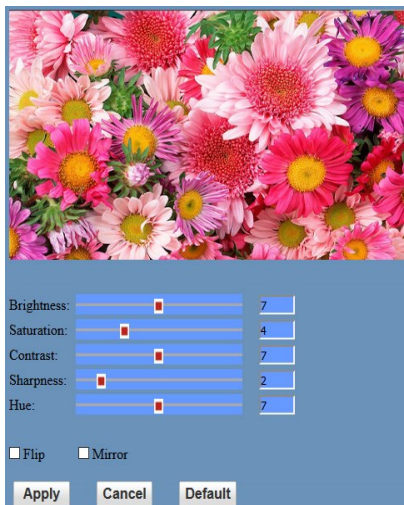 Brightness: 7
Saturation: 4
Contrast: 7
Sharpness: 2
Hue: 7
Flip Mirror
Apply Cancel Default